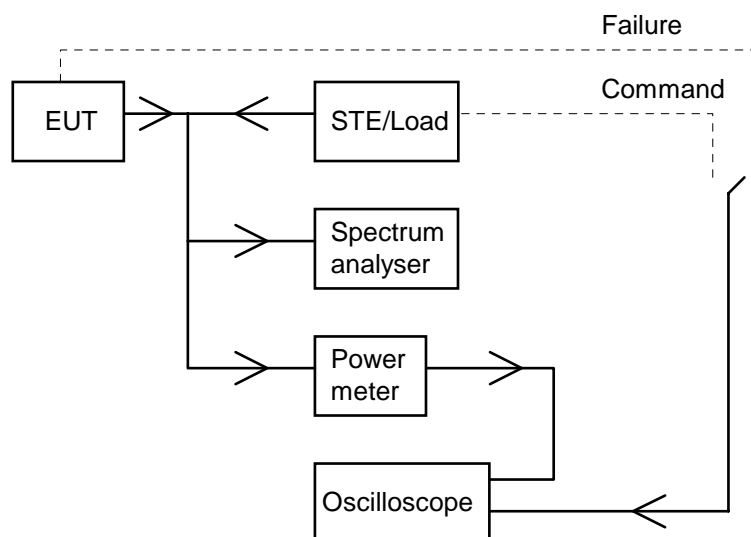 Failure
Command
EUT
STE/Load
Spectrum
analyser
Power
meter
Oscilloscope